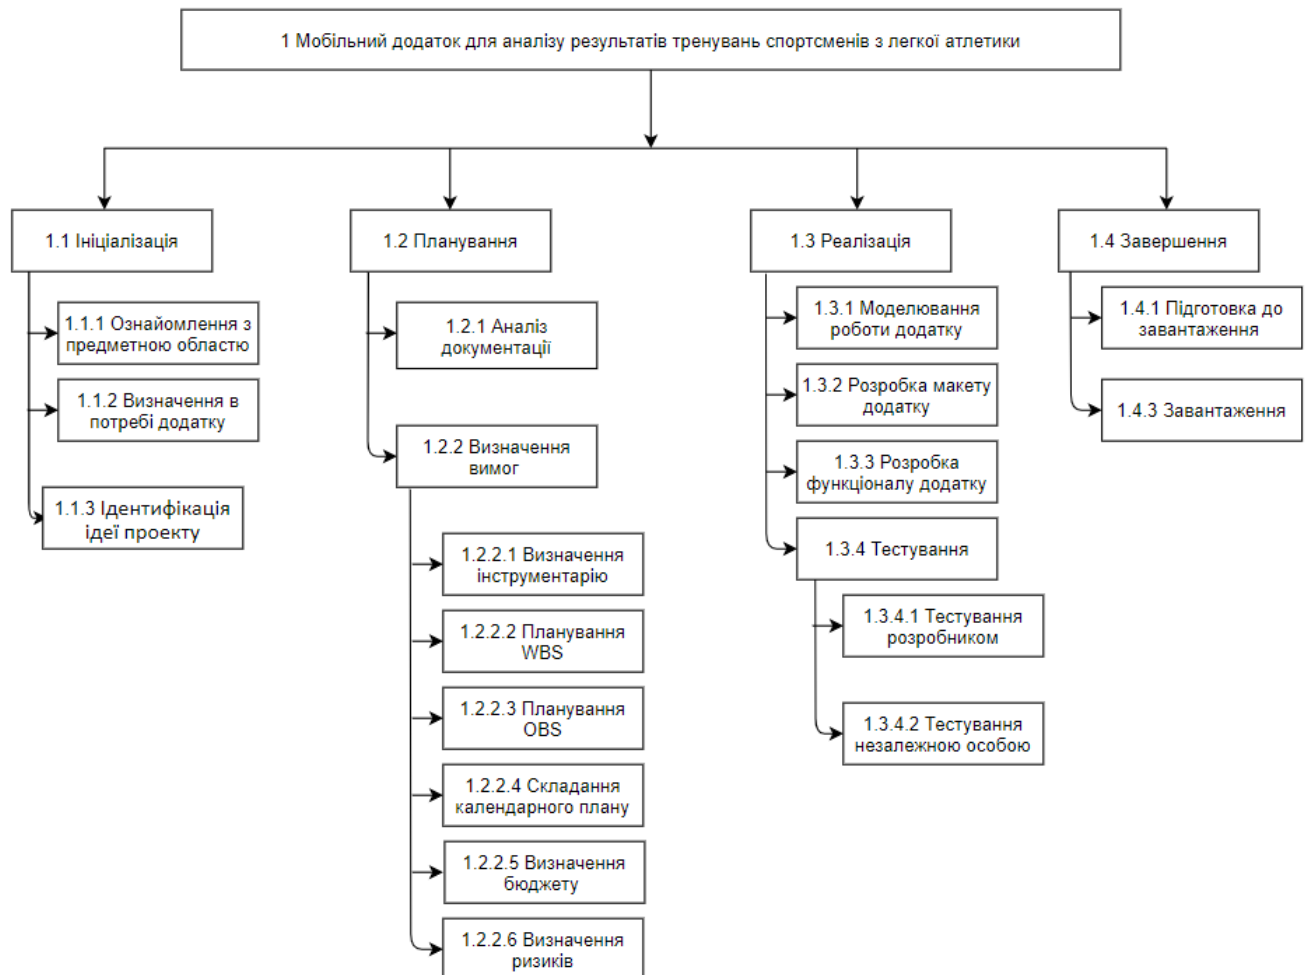 1 Мобільний додаток для аналізу результатів тренувань спортсменів з легкої атлетики
1.1 Ініціалізація
1.1.1 Ознайомлення з
предметною областю
1.1.2 Визначення в
потребі додатку
1.1.3 Ідентифікація
ідеї проекту
1.2 Планування
1.2.1 Аналіз
документації
1.2.2 Визначення
вимог
1.2.2.1 Визначення
інструментарію
1.2.2.2 Планування
WBS
1.2.2.3 Планування
OBS
1.2.2.4 Складання
календарного плану
1.2.2.5 Визначення
бюджету
1.2.2.6 Визначення
ризиків
1.3 Реалізація
1.3.1 Моделювання
роботи додатку
1.3.2 Розробка макету
додатку
1.3.3 Розробка
функціоналу додатку
1.3.4 Тестування
1.3.4.1 Тестування
розробником
1.3.4.2 Тестування
незалежною особою
1.4 Завершення
1.4.1 Підготовка до
завантаження
1.4.3 Завантаження